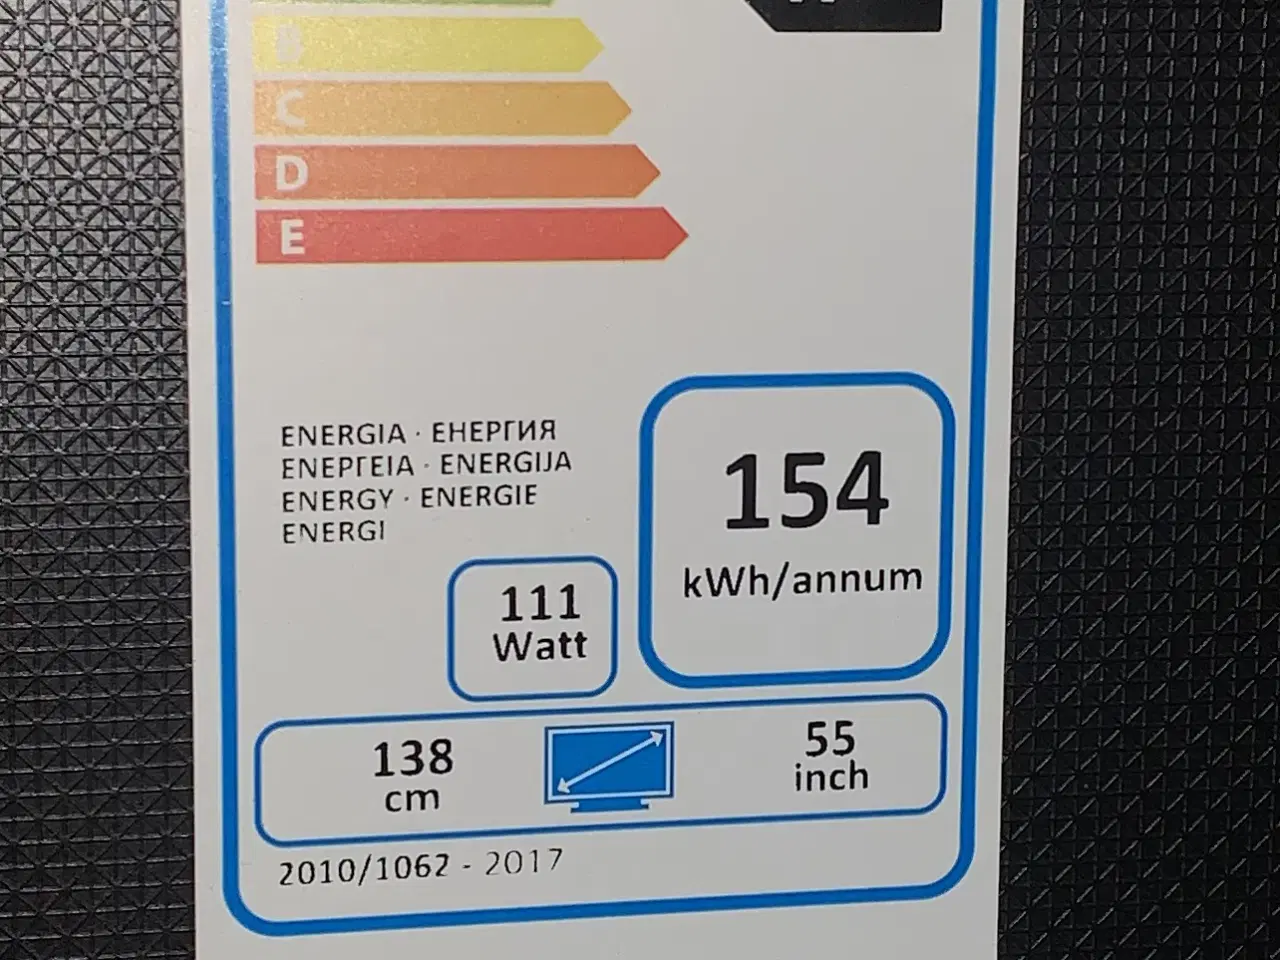 B
C
D
E
ENERGIA · ЕНЕРГИЯ
ΕΝΕΡΓΕΙΑ · ENERGIJA
ENERGY · ENERGIE
ENERGI
154
kWh/annum
111
Watt
138
cm
55
inch
2010/1062 - 2017